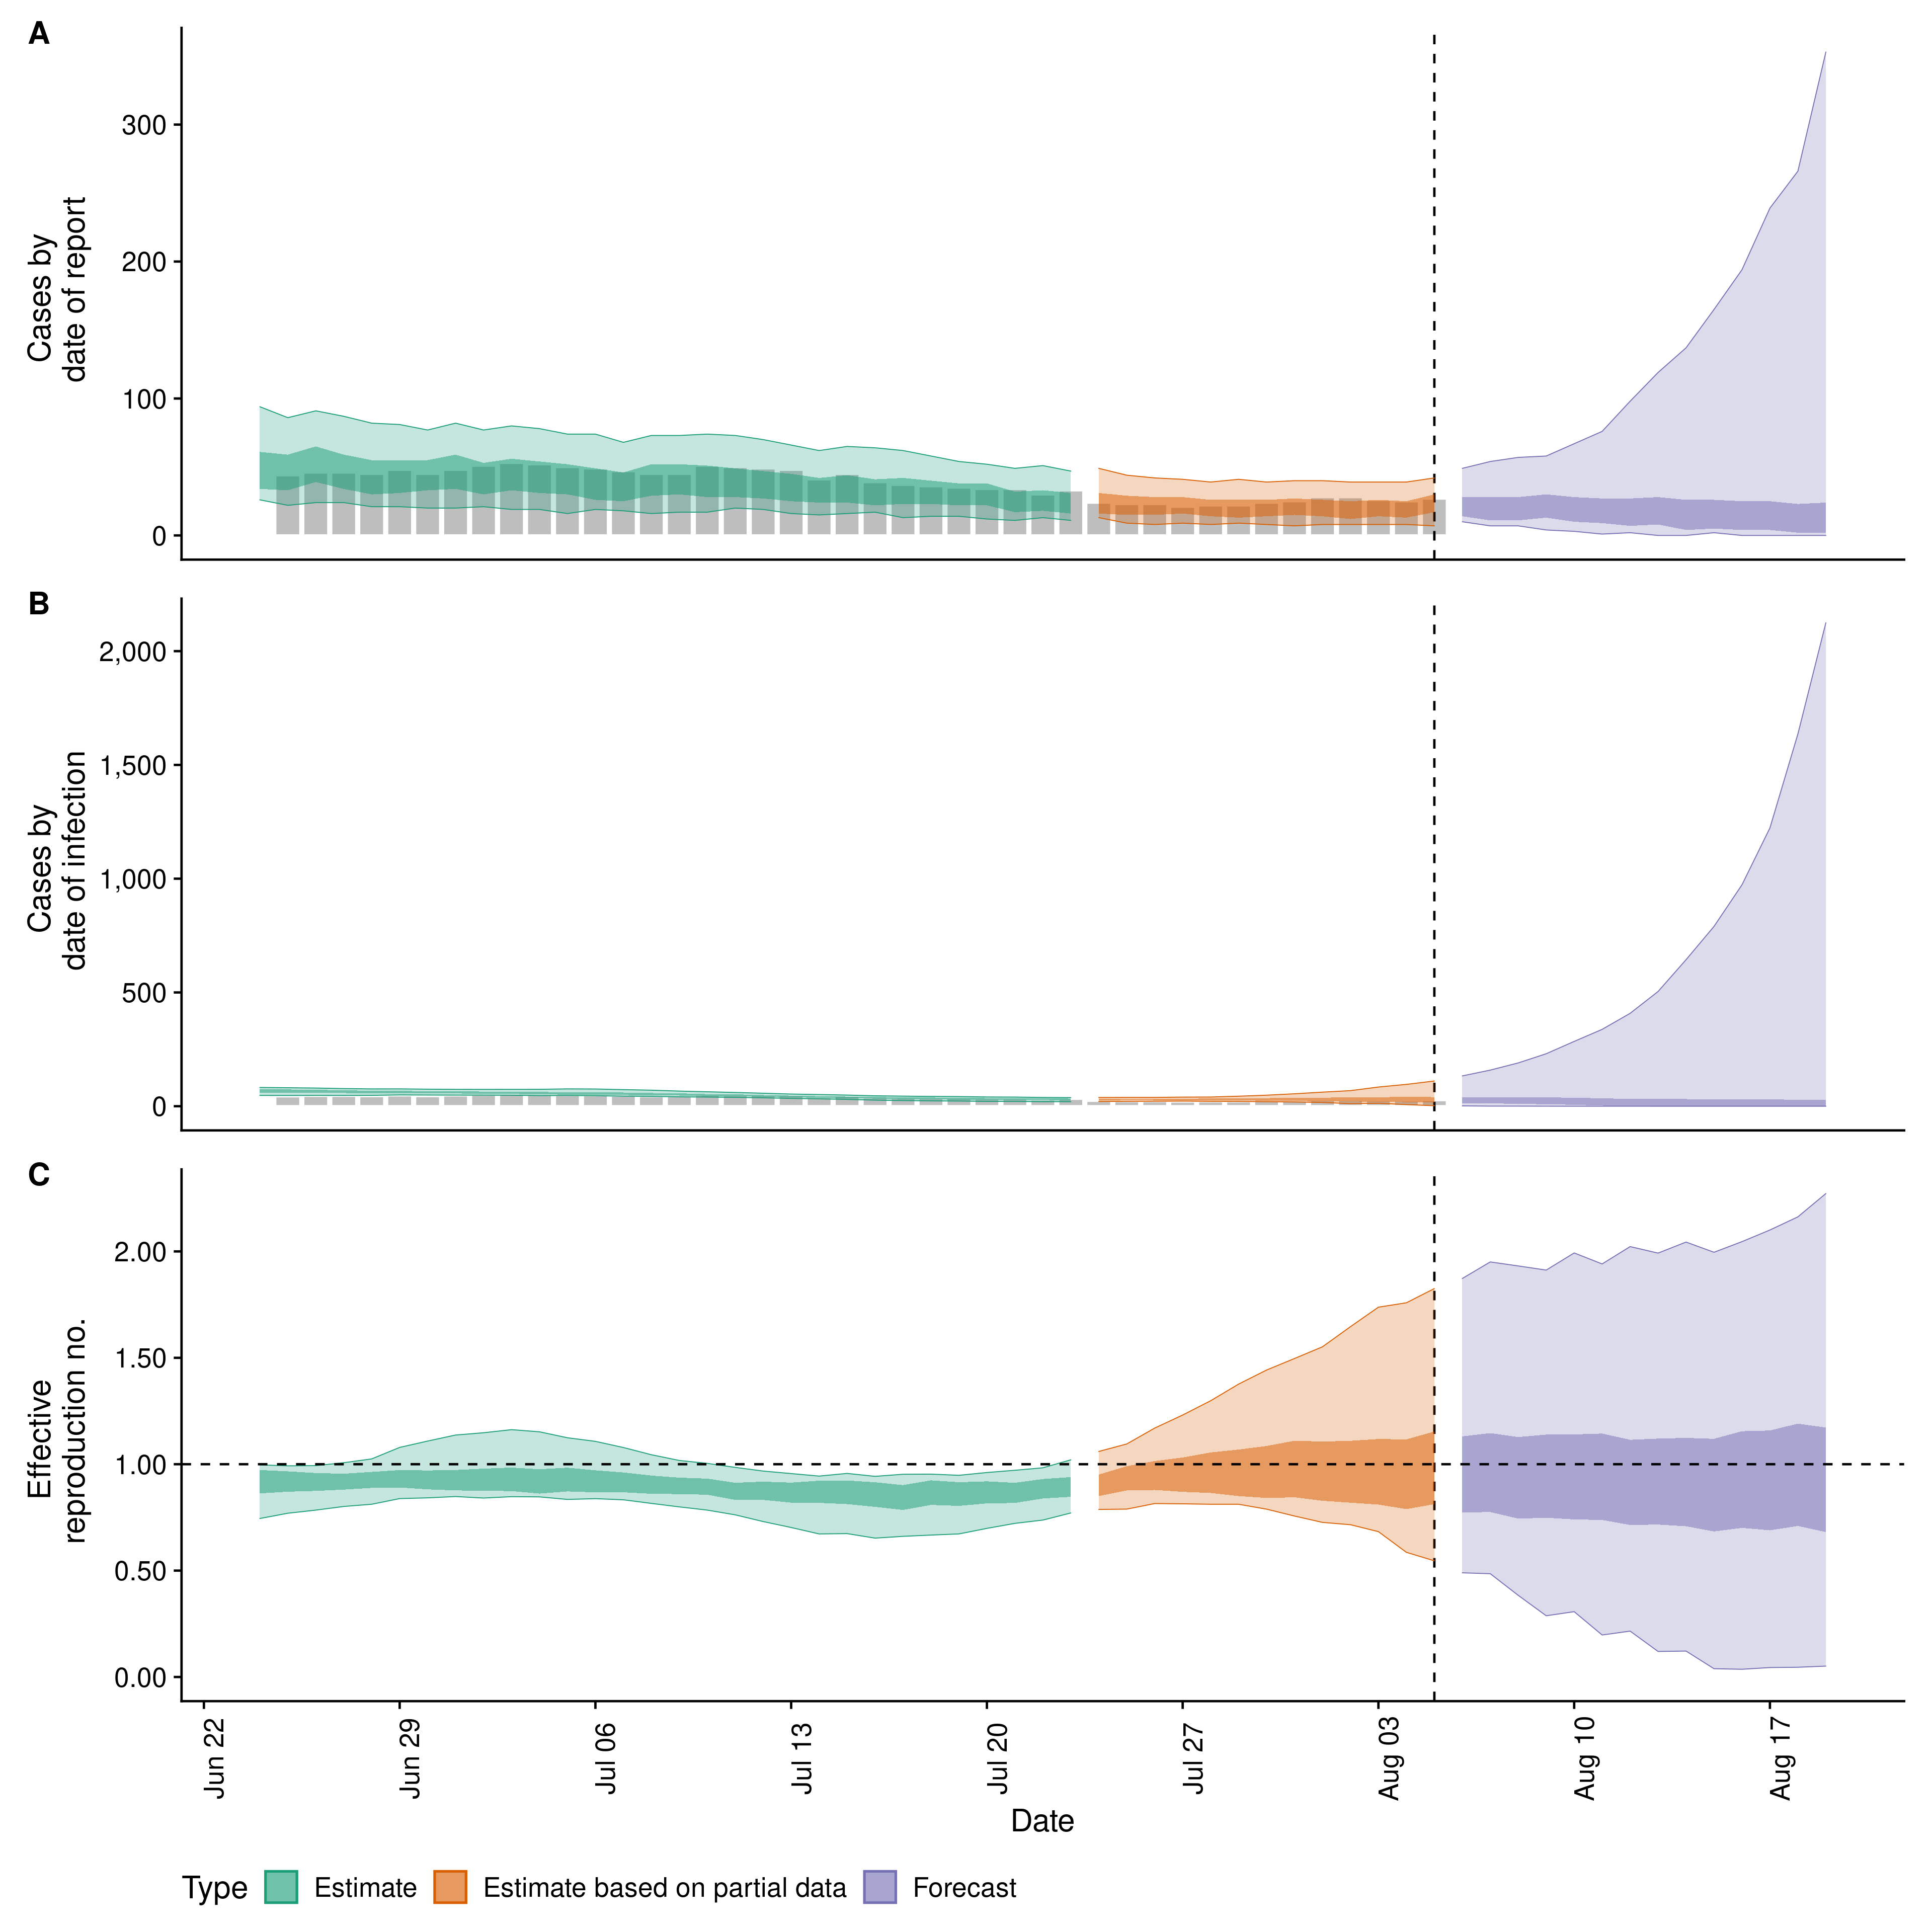 A
Cases by
date of report
300
200
100
0
B
Cases by
date of infection
2,000
1,500
1,000
500
0
C
Effective
reproduction no.
2.00
1.50
1.00
0.50
0.00
Jun 22
Jun 29
Jul 06
Jul 13
Jul 20
Jul 27
Aug 03
Aug 10
Aug 17
Date
Type
Estimate
Estimate based on partial data
Forecast